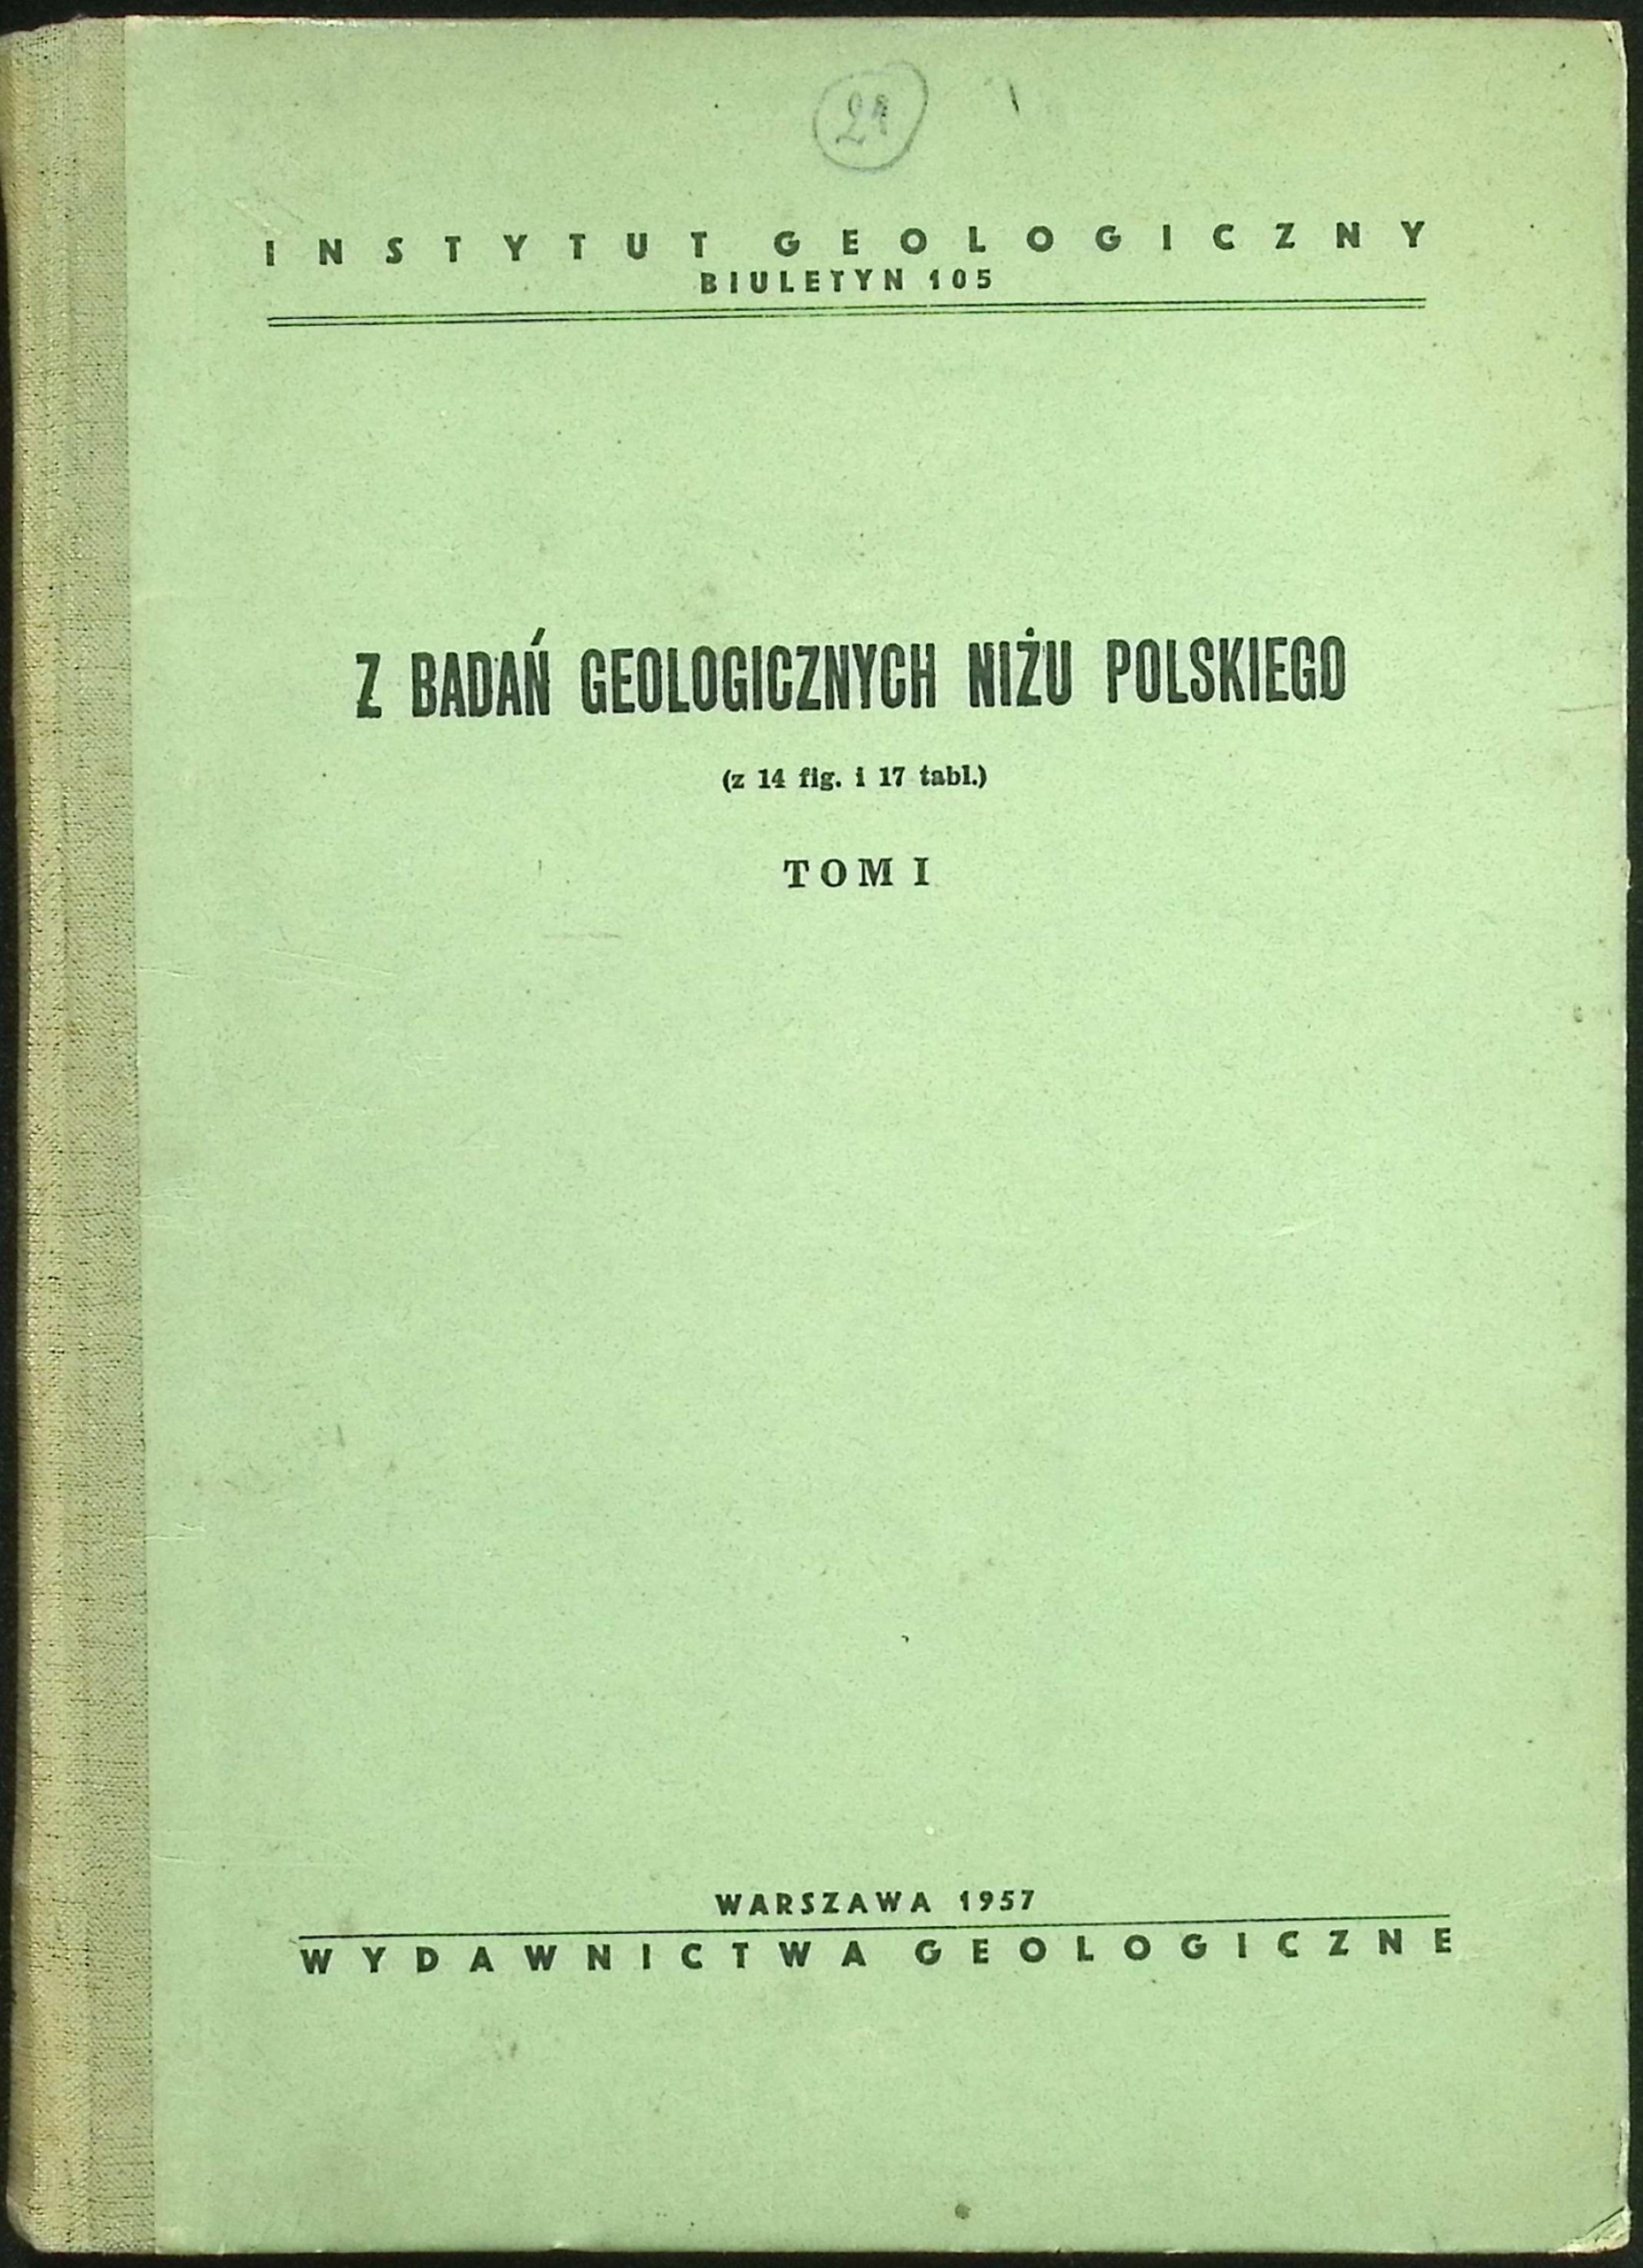 INSTYTUT GEOLOGICZNY
BIULETYN 105
Z BADAŃ GEOLOGICZNYCH NIŻU POLSKIEGO
(z 14 fig. i 17 tabl.)
TOM I
WARSZAWA 1957
WYDAWNICTWA GEOLOGICZNE